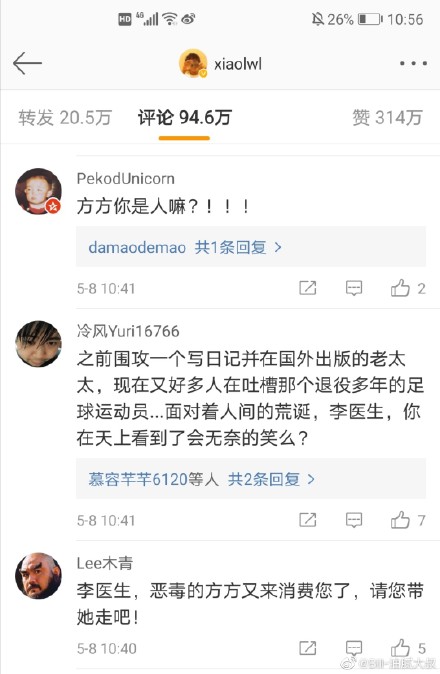 HD 4G 26% 10:56
xiaolwl
转发 20.5万 评论 94.6万 赞 314万
PekodUnicorn
方方你是人嘛？！！！
damaodemao 共1条回复 >
5-8 10:41 2
冷风Yuri16766
之前围攻一个写日记并在国外出版的老太
太，现在又好多人在吐槽那个退役多年的足
球运动员...面对着人间的荒诞，李医生，你
在天上看到了会无奈的笑么？
慕容芊芊6120等人 共2条回复 >
5-8 10:41 7
Lee木青
李医生，恶毒的方方又来消费您了，请您带
她走吧！
5-8 10:40 5